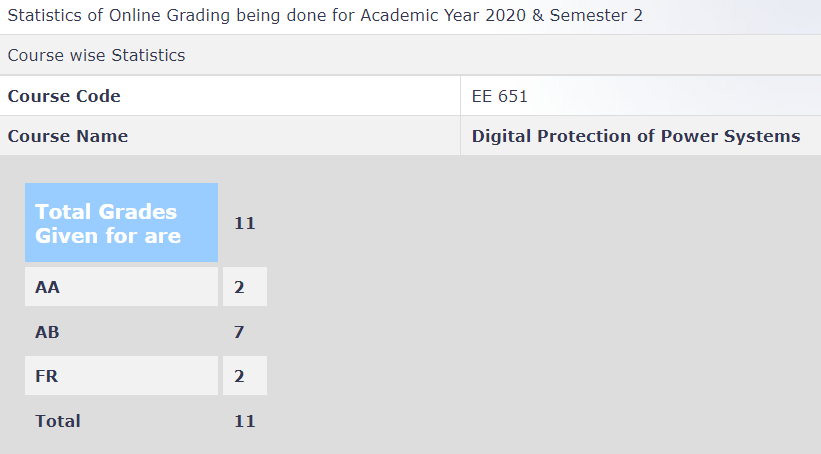 Statistics of Online Grading being done for Academic Year 2020 & Semester 2
Course wise Statistics
Course Code EE 651
Course Name Digital Protection of Power Systems
Total Grades
Given for are 11
AA 2
AB 7
FR 2
Total 11